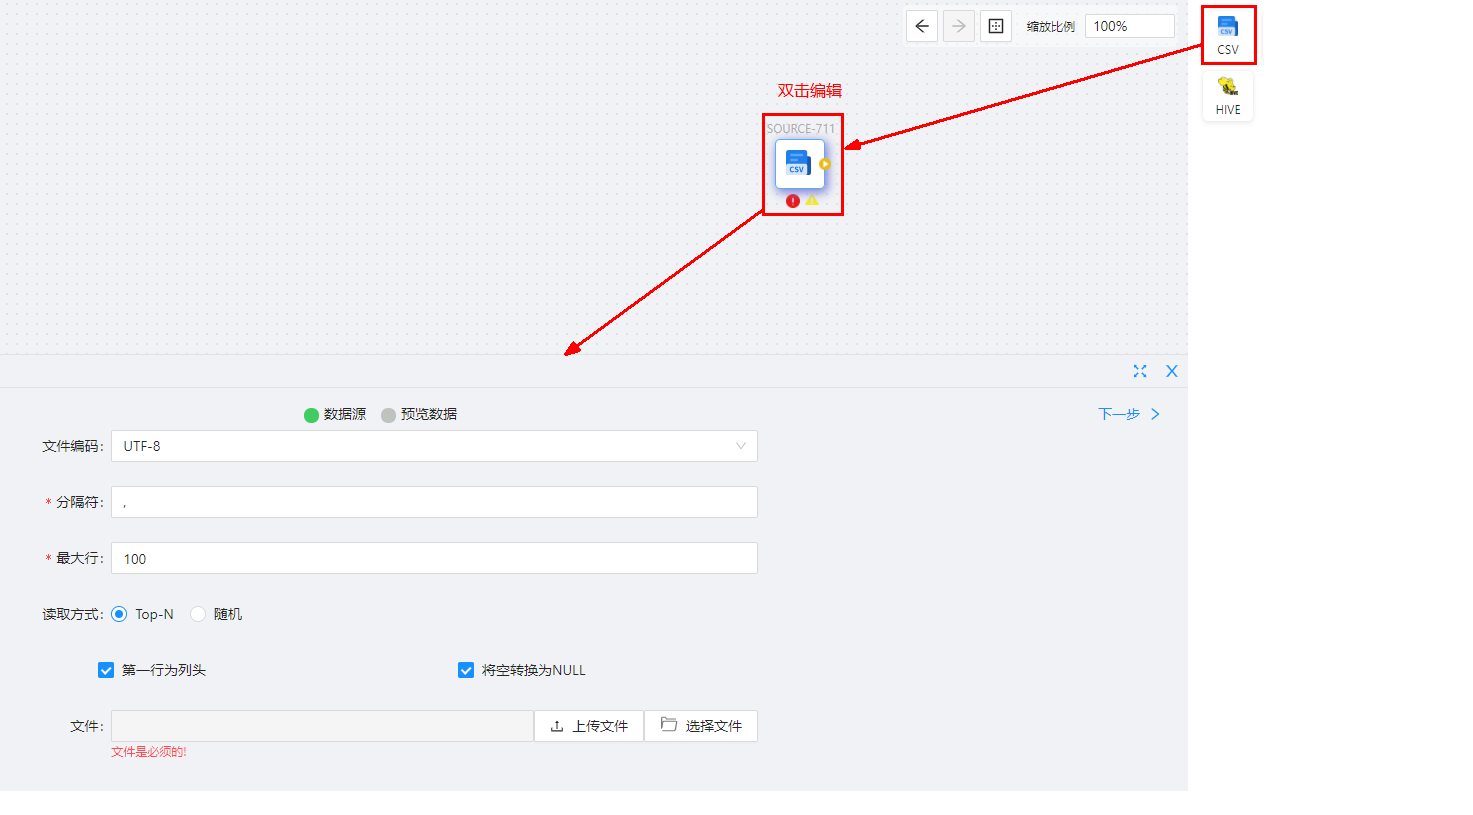 缩放比例 100%
CSV
CSV
HIVE
双击编辑
SOURCE-711
CSV
数据源 预览数据
下一步
文件编码: UTF-8
* 分隔符: ,
* 最大行: 100
读取方式: Top-N 随机
第一行为列头 将空转换为NULL
文件: 上传文件 选择文件
文件是必须的!